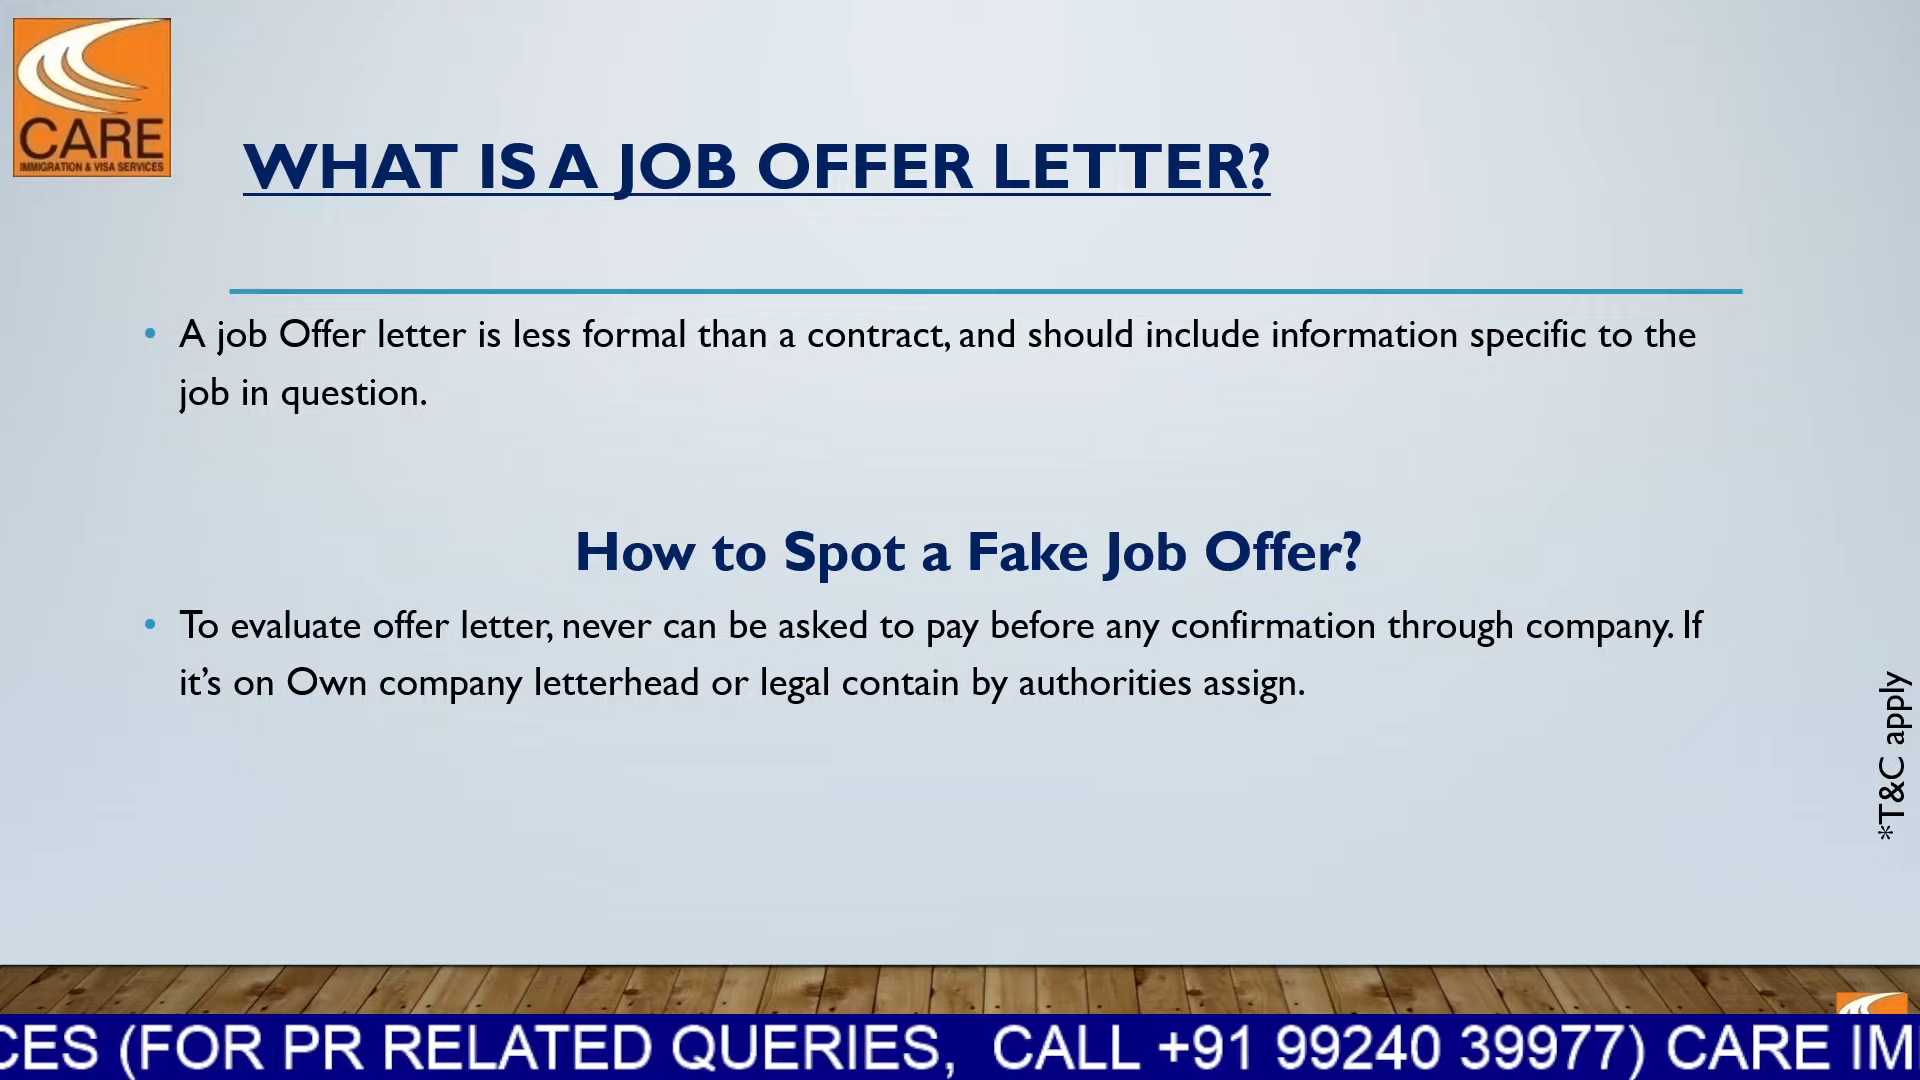 CARE
IMMIGRATION & VISA SERVICES
WHAT IS A JOB OFFER LETTER?
• A job Offer letter is less formal than a contract, and should include information specific to the
job in question.
How to Spot a Fake Job Offer?
• To evaluate offer letter, never can be asked to pay before any confirmation through company. If
it’s on Own company letterhead or legal contain by authorities assign.
*T&C apply
CES (FOR PR RELATED QUERIES, CALL +91 99240 39977) CARE IM